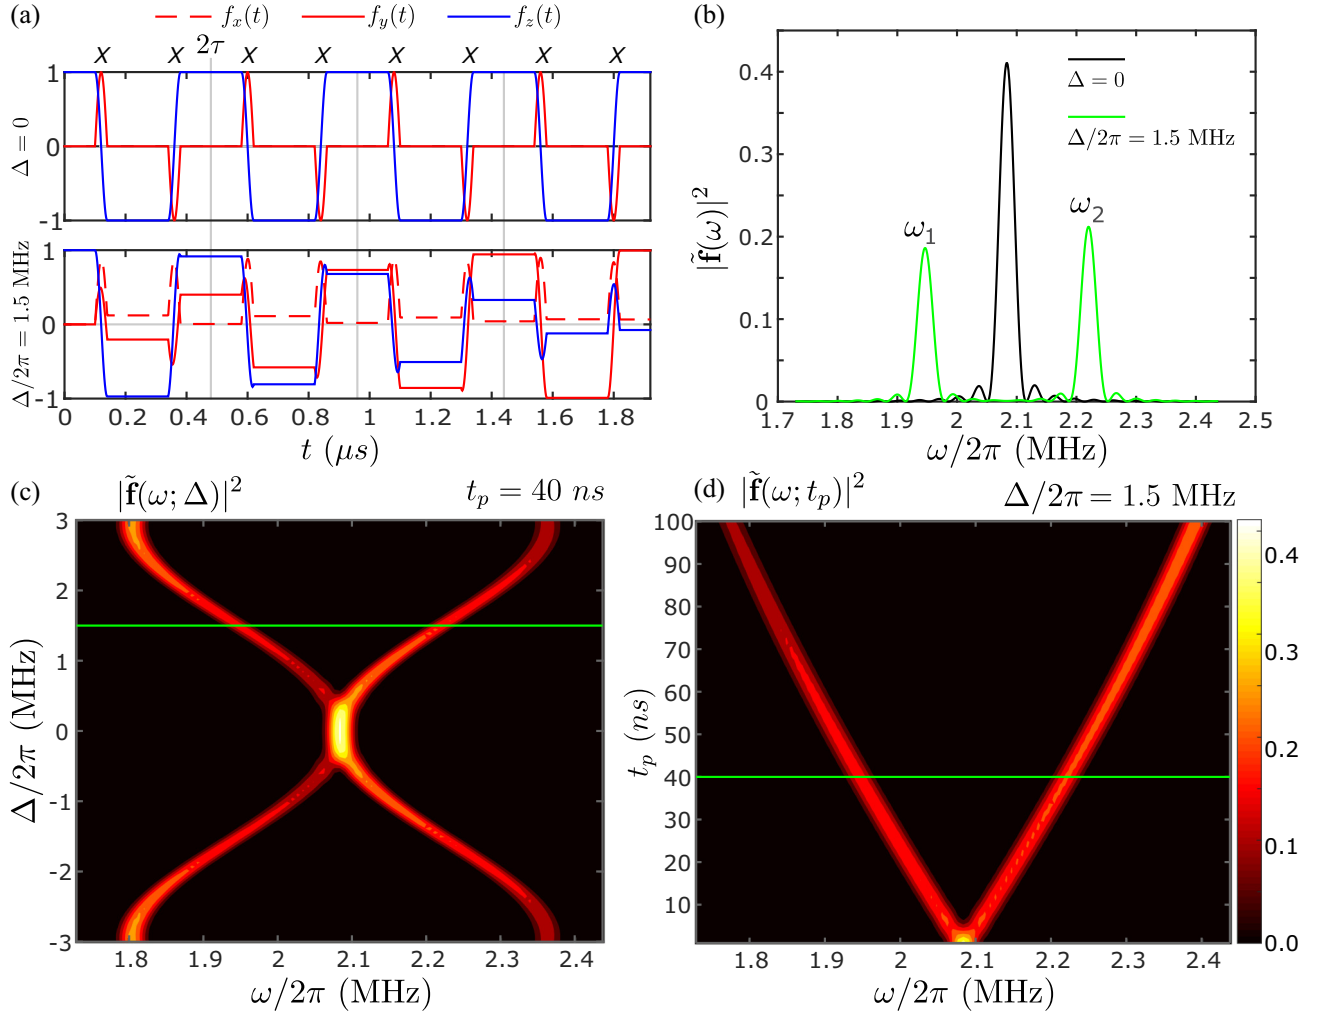 (a) f_x(t) f_y(t) f_z(t)
X X 2τ X X X X X X
1
0
-1
Δ = 0
1
0
-1
Δ/2π = 1.5 MHz
0 0.2 0.4 0.6 0.8 1 1.2 1.4 1.6 1.8
t (μs)
(b)
0.4
0.3
0.2
0.1
0
|f̃(ω)|²
Δ = 0
Δ/2π = 1.5 MHz
ω₁
ω₂
1.7 1.8 1.9 2 2.1 2.2 2.3 2.4 2.5
ω/2π (MHz)
(c) |f̃(ω; Δ)|² t_p = 40 ns
3
2
1
0
-1
-2
-3
Δ/2π (MHz)
1.8 1.9 2 2.1 2.2 2.3 2.4
ω/2π (MHz)
(d) |f̃(ω; t_p)|² Δ/2π = 1.5 MHz
100
90
80
70
60
50
40
30
20
10
t_p (ns)
1.8 1.9 2 2.1 2.2 2.3 2.4
ω/2π (MHz)
0.4
0.3
0.2
0.1
0.0